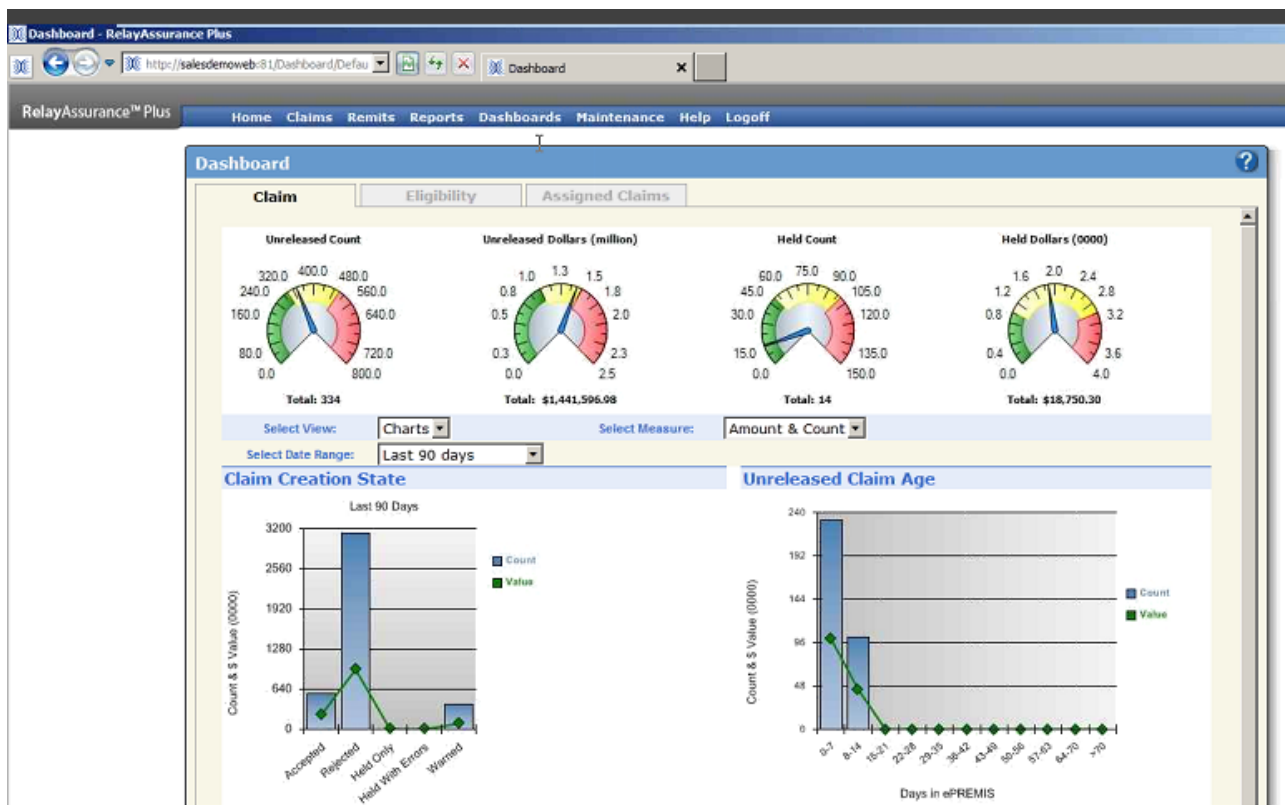 Dashboard - RelayAssurance Plus
http://salesdemoweb:81/Dashboard/Defau
Dashboard
RelayAssurance™ Plus
Home Claims Remits Reports Dashboards Maintenance Help Logoff
Dashboard
Claim Eligibility Assigned Claims
Unreleased Count Unreleased Dollars (million) Held Count Held Dollars (0000)
0.0 80.0 160.0 240.0 320.0 400.0 480.0 560.0 640.0 720.0 800.0
0.0 0.3 0.5 0.8 1.0 1.3 1.5 1.8 2.0 2.3 2.5
0.0 15.0 30.0 45.0 60.0 75.0 90.0 105.0 120.0 135.0 150.0
0.0 0.4 0.8 1.2 1.6 2.0 2.4 2.8 3.2 3.6 4.0
Total: 334 Total: $1,441,596.98 Total: 14 Total: $18,750.30
Select View: Charts Select Measure: Amount & Count
Select Date Range: Last 90 days
Claim Creation State
Last 90 Days
Count & $ Value (0000)
3200
2560
1920
1280
640
0
Accepted Rejected Held Only Held With Errors Warned
Count
Value
Unreleased Claim Age
Count & $ Value (0000)
240
192
144
96
48
0
0-7 8-14 15-21 22-28 29-35 36-42 43-49 50-56 57-63 64-70 >70
Days in ePREMIS
Count
Value